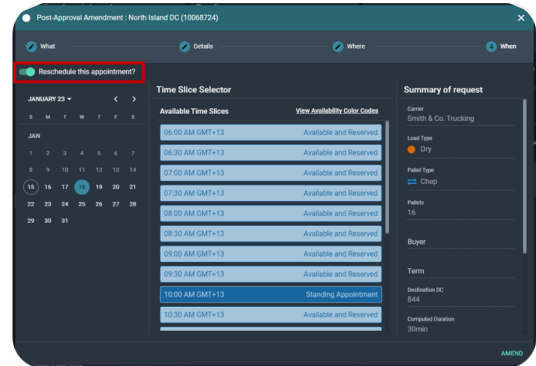 Post-Approval Amendment : North Island DC (10068724)
What
Details
Where
4 When
Reschedule this appointment?
JANUARY 23
S M T W T F S
JAN
1 2 3 4 5 6 7
8 9 10 11 12 13 14
15 16 17 18 19 20 21
22 23 24 25 26 27 28
29 30 31
Time Slice Selector
Available Time Slices View Availability Color Codes
06:00 AM GMT+13 Available and Reserved
06:30 AM GMT+13 Available and Reserved
07:00 AM GMT+13 Available and Reserved
07:30 AM GMT+13 Available and Reserved
08:00 AM GMT+13 Available and Reserved
08:30 AM GMT+13 Available and Reserved
09:00 AM GMT+13 Available and Reserved
09:30 AM GMT+13 Available and Reserved
10:00 AM GMT+13 Standing Appointment
10:30 AM GMT+13 Available and Reserved
Summary of request
Carrier
Smith & Co. Trucking
Load Type
Dry
Pallet Type
Chep
Pallets
16
Buyer
Term
Destination DC
844
Computed Duration
30min
AMEND